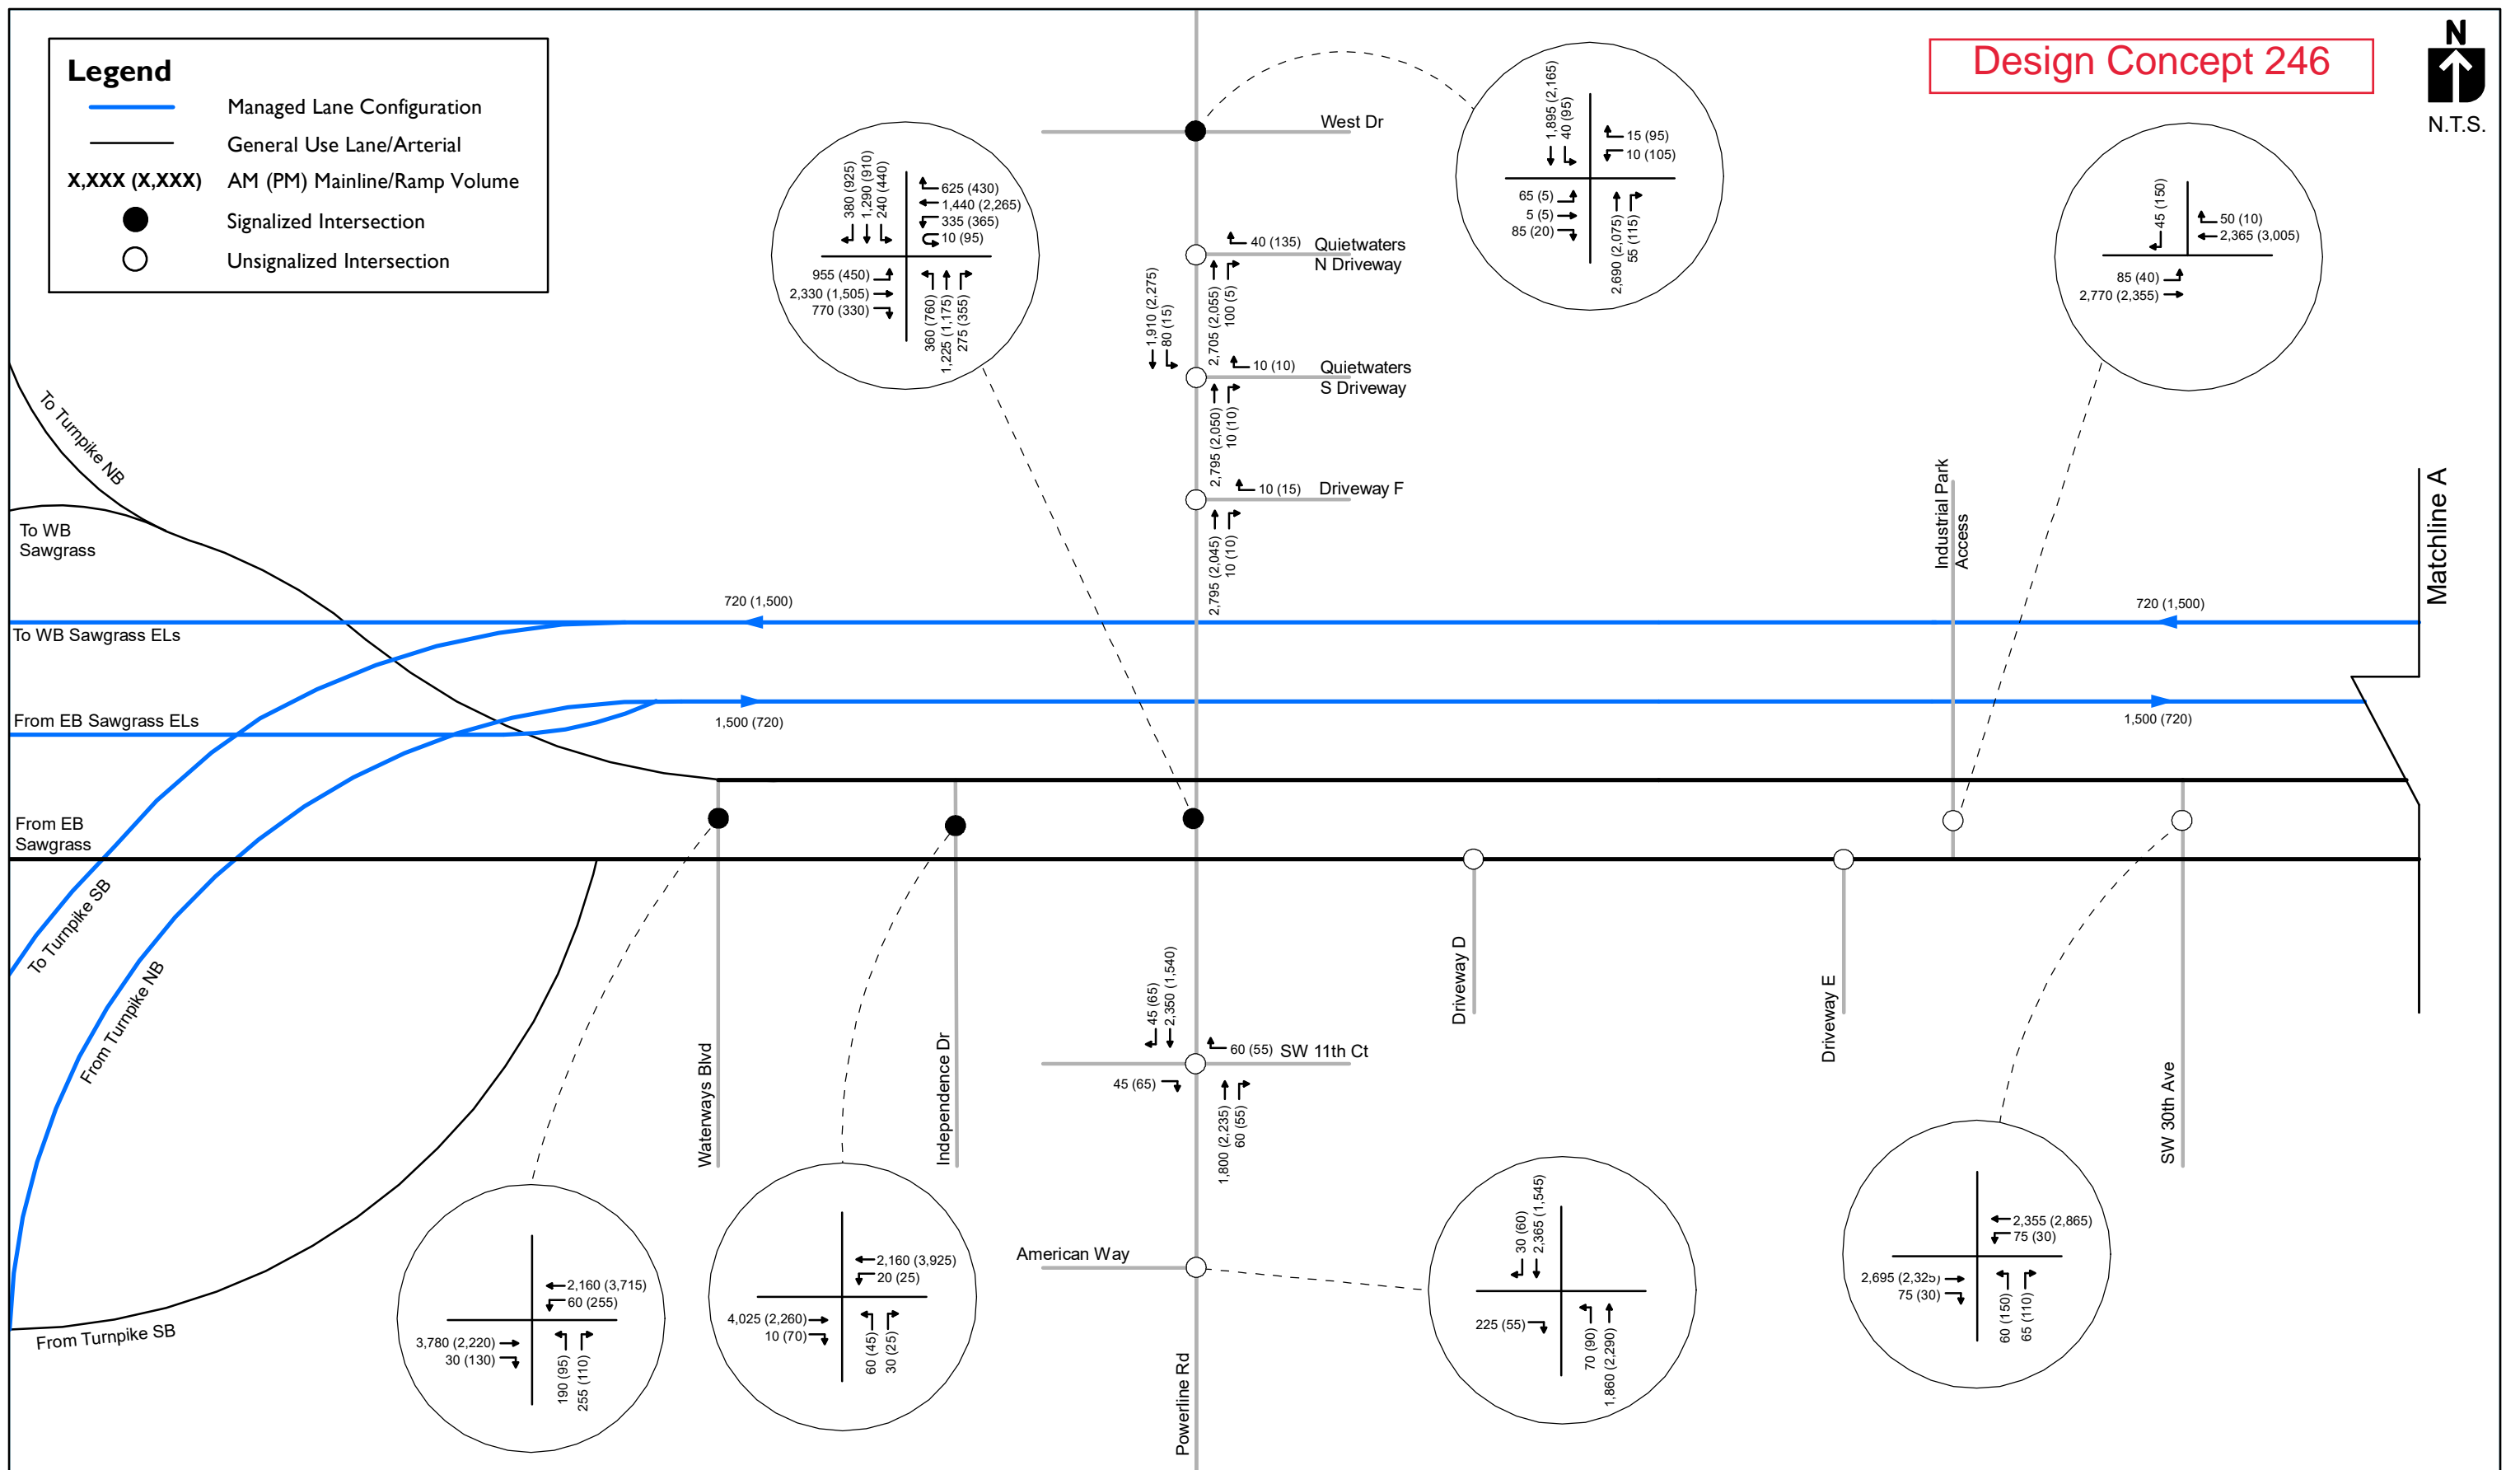 Legend
Managed Lane Configuration
General Use Lane/Arterial
X,XXX (X,XXX) AM (PM) Mainline/Ramp Volume
Signalized Intersection
Unsignalized Intersection
Design Concept 246
N
N.T.S.
West Dr
1,895 (2,165)
40 (95)
15 (95)
10 (105)
65 (5)
5 (5)
85 (20)
2,690 (2,075)
55 (115)
380 (925)
1,290 (910)
240 (440)
625 (430)
1,440 (2,265)
335 (365)
10 (95)
955 (450)
2,330 (1,505)
770 (330)
360 (760)
1,225 (1,175)
275 (355)
45 (150)
50 (10)
2,365 (3,005)
85 (40)
2,770 (2,355)
40 (135)
Quietwaters
N Driveway
1,910 (2,275)
80 (15)
2,705 (2,055)
100 (5)
10 (10)
Quietwaters
S Driveway
2,795 (2,050)
10 (10)
10 (15)
Driveway F
2,795 (2,045)
10 (10)
Industrial Park
Access
Matchline A
To Turnpike NB
To WB
Sawgrass
720 (1,500)
720 (1,500)
To WB Sawgrass ELs
From EB Sawgrass ELs
1,500 (720)
1,500 (720)
From EB
Sawgrass
To Turnpike SB
From Turnpike NB
From Turnpike SB
Waterways Blvd
Independence Dr
45 (65)
2,350 (1,540)
60 (55)
SW 11th Ct
45 (65)
1,800 (2,235)
60 (55)
Driveway D
Driveway E
SW 30th Ave
American Way
Powerline Rd
2,160 (3,715)
60 (255)
3,780 (2,220)
30 (130)
190 (95)
255 (110)
2,160 (3,925)
20 (25)
4,025 (2,260)
10 (70)
60 (45)
30 (25)
30 (60)
2,365 (1,545)
225 (55)
70 (90)
1,860 (2,290)
2,355 (2,865)
75 (30)
2,695 (2,325)
75 (30)
60 (150)
65 (110)